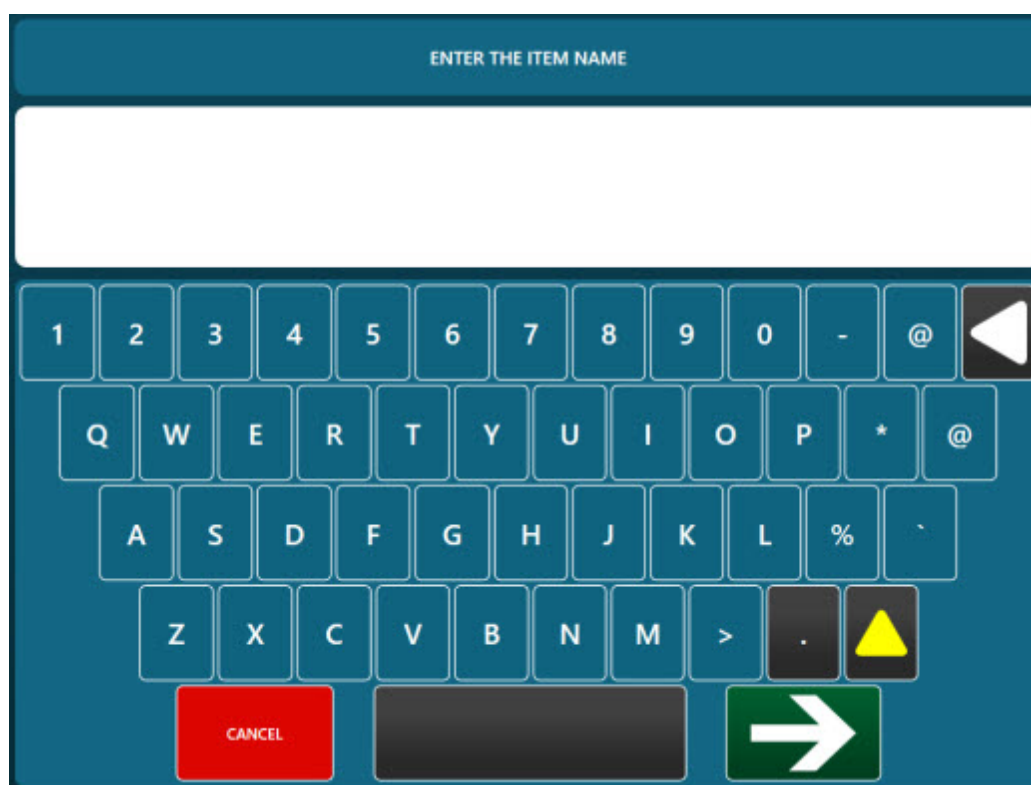 ENTER THE ITEM NAME
1 2 3 4 5 6 7 8 9 0 - @
Q W E R T Y U I O P * @
A S D F G H J K L % `
Z X C V B N M > .
CANCEL